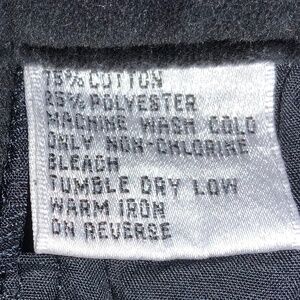 75% COTTON
25% POLYESTER
MACHINE WASH COLD
ONLY NON-CHLORINE
BLEACH
TUMBLE DRY LOW
WARM IRON
ON REVERSE